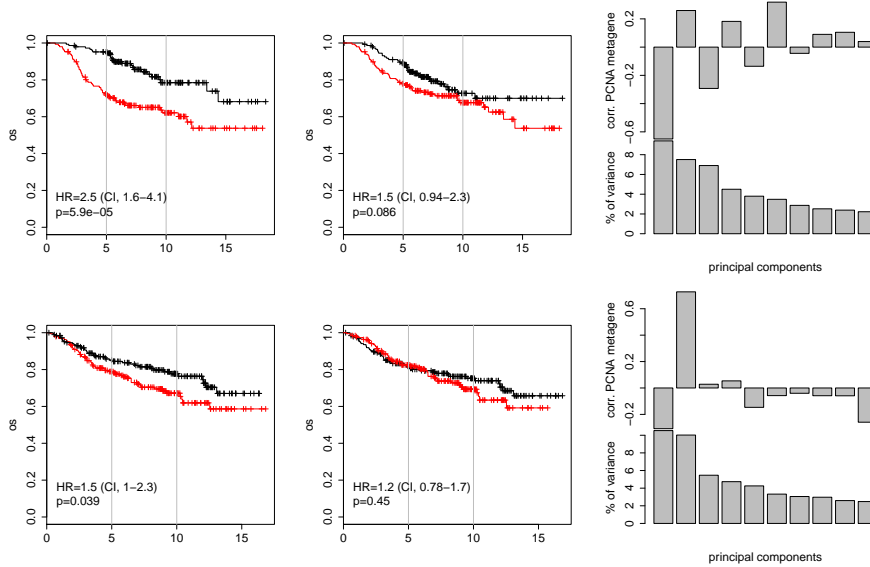 os
1.0
0.8
0.6
0.4
0.2
0.0
HR=2.5 (CI, 1.6−4.1)
p=5.9e−05
0 5 10 15
os
1.0
0.8
0.6
0.4
0.2
0.0
HR=1.5 (CI, 0.94−2.3)
p=0.086
0 5 10 15
corr. PCNA metagene
0.2
−0.2
−0.6
% of variance
8
6
4
2
0
principal components
os
1.0
0.8
0.6
0.4
0.2
0.0
HR=1.5 (CI, 1−2.3)
p=0.039
0 5 10 15
os
1.0
0.8
0.6
0.4
0.2
0.0
HR=1.2 (CI, 0.78−1.7)
p=0.45
0 5 10 15
corr. PCNA metagene
0.6
0.2
−0.2
% of variance
8
6
4
2
0
principal components